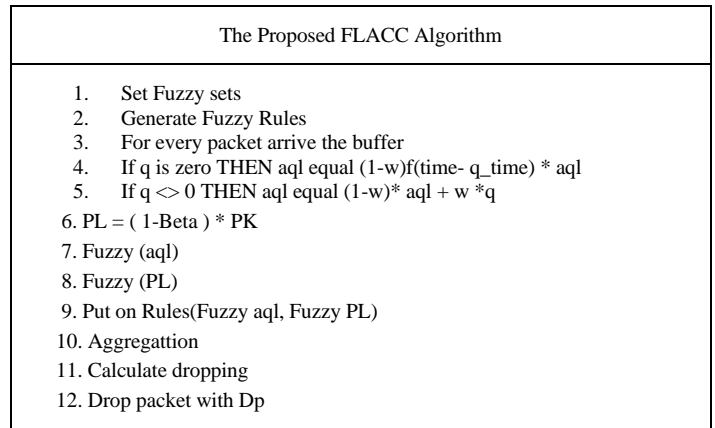 The Proposed FLACC Algorithm
1. Set Fuzzy sets
2. Generate Fuzzy Rules
3. For every packet arrive the buffer
4. If q is zero THEN aql equal (1-w)f(time- q_time) * aql
5. If q <> 0 THEN aql equal (1-w)* aql + w *q
6. PL = ( 1-Beta ) * PK
7. Fuzzy (aql)
8. Fuzzy (PL)
9. Put on Rules(Fuzzy aql, Fuzzy PL)
10. Aggregattion
11. Calculate dropping
12. Drop packet with Dp